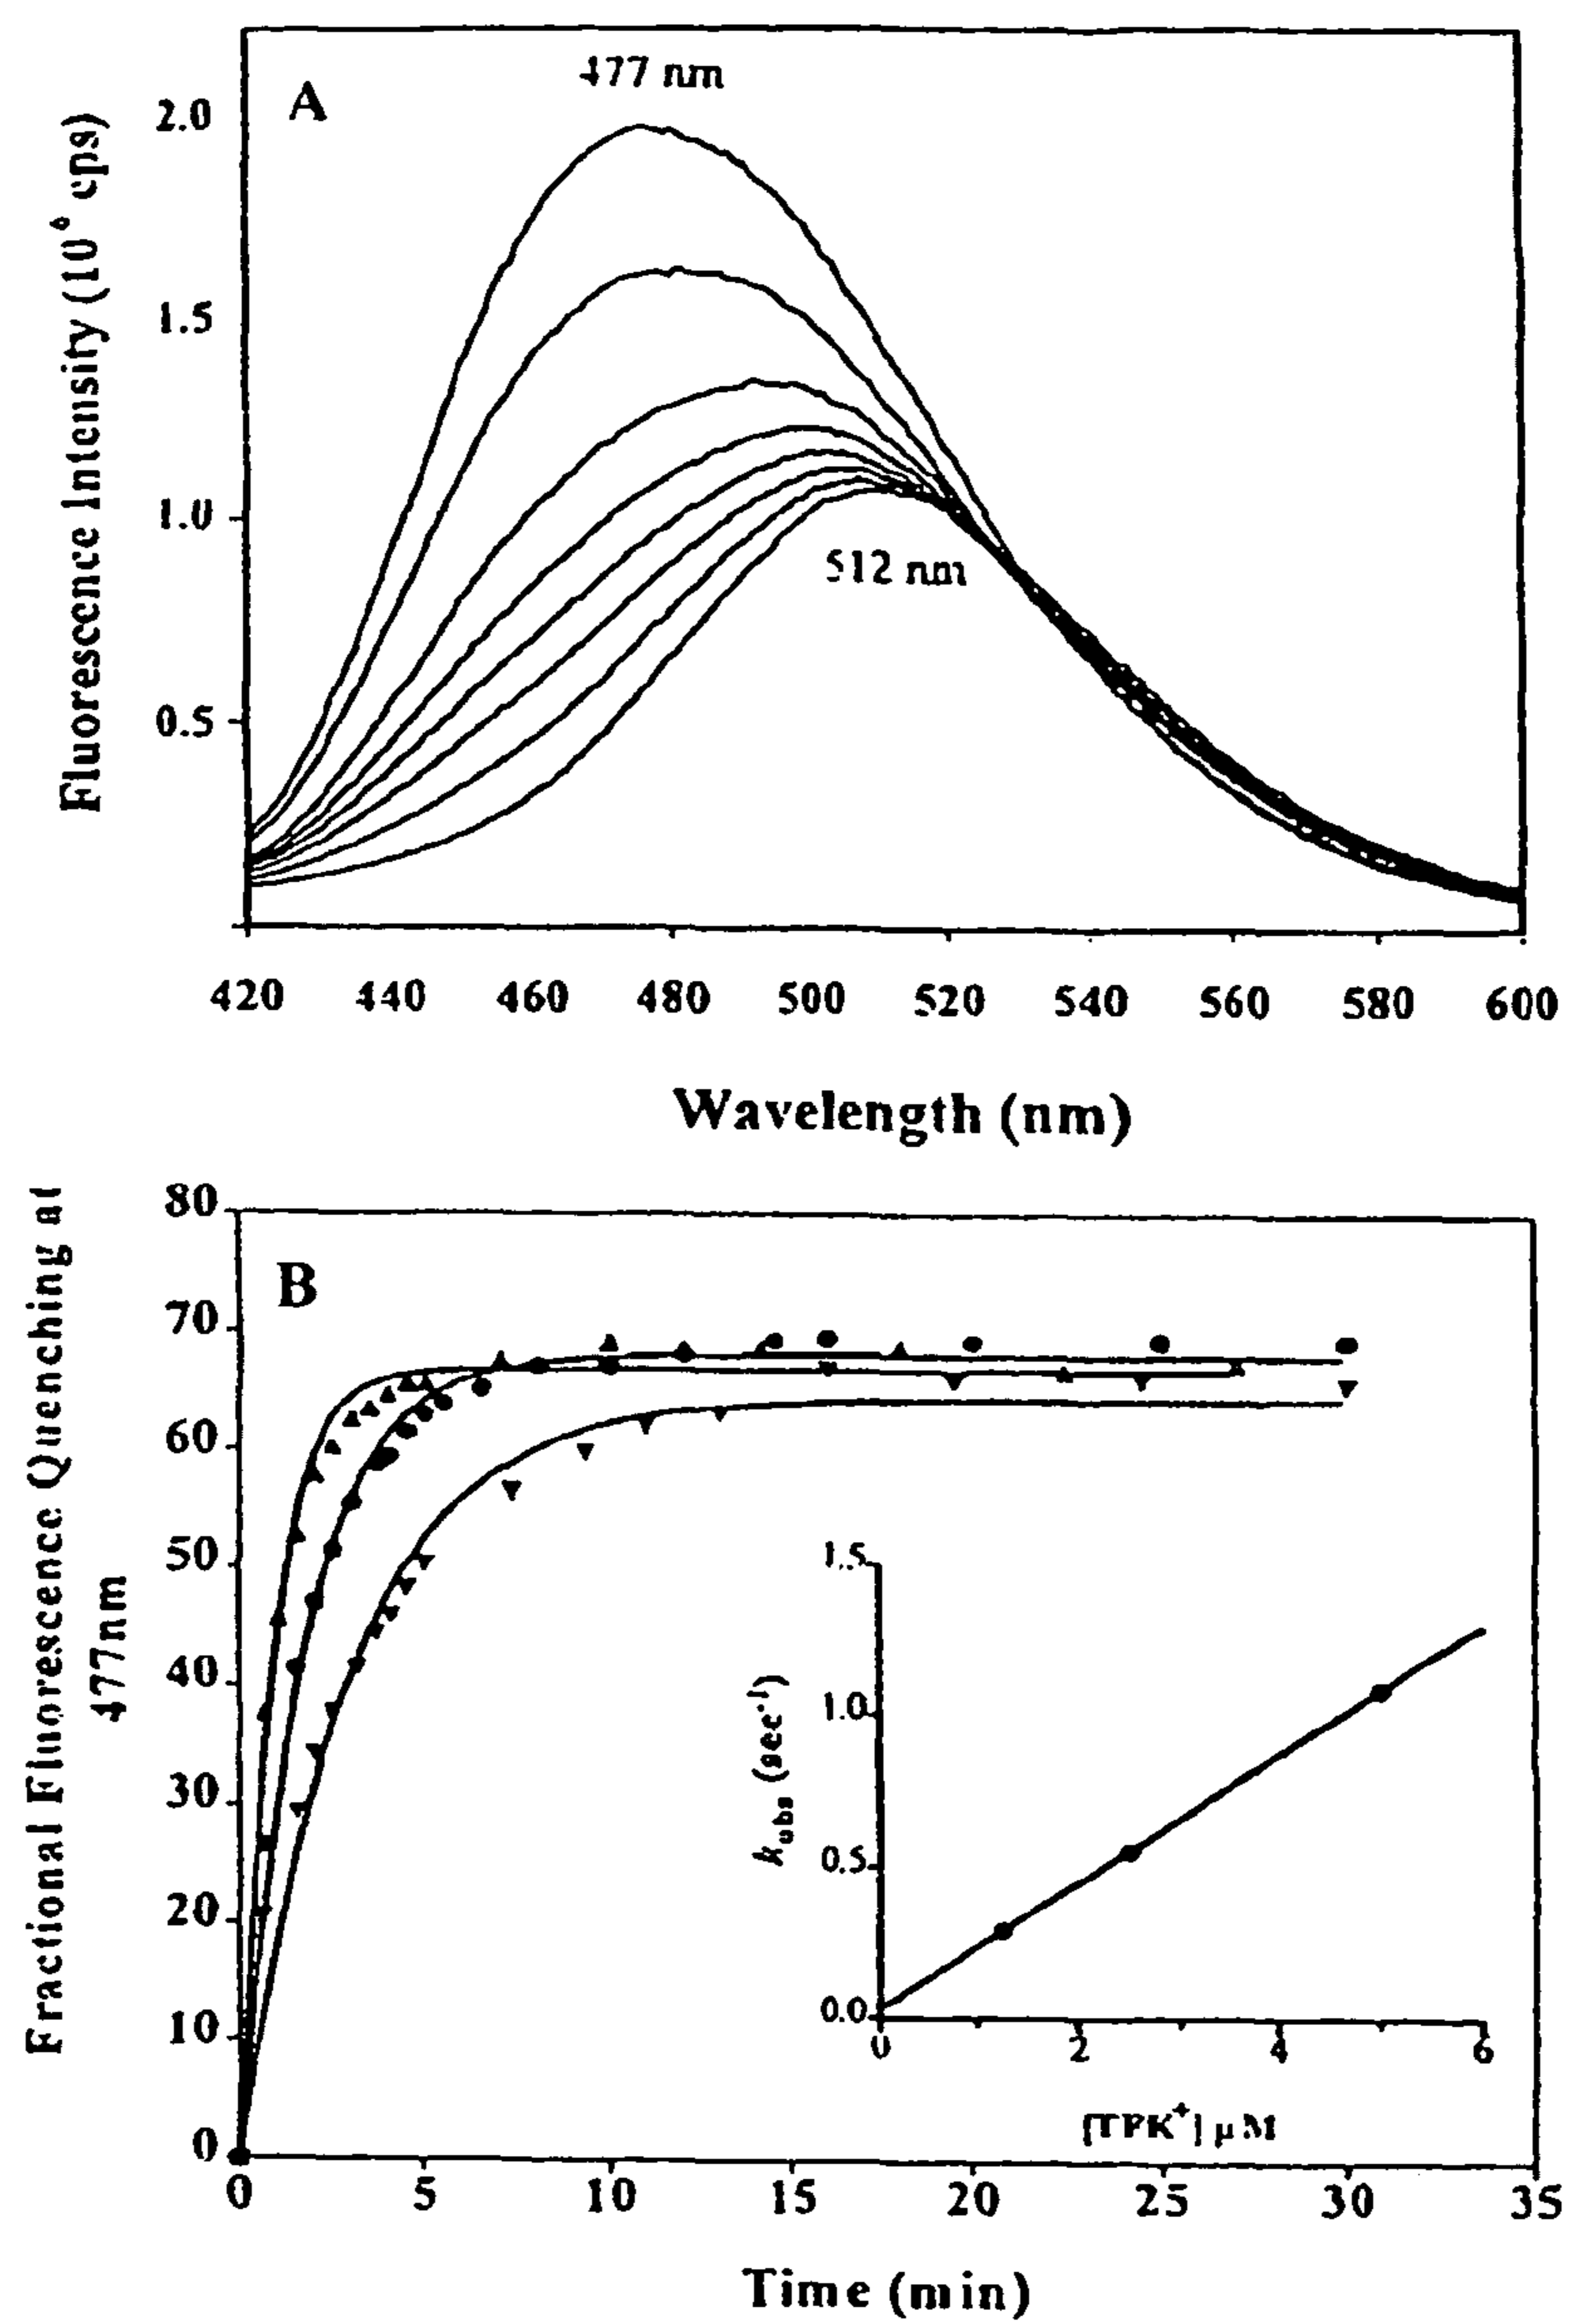 A
477 nm
Fluorescence Intensity (10⁶ cps)
2.0
1.5
1.0
0.5
512 nm
420 440 460 480 500 520 540 560 580 600
Wavelength (nm)
B
Fractional Fluorescence Quenching at
477nm
80
70
60
50
40
30
20
10
0
1.5
1.0
0.5
0.0
k_obs (sec⁻¹)
0 2 4 6
[TPK⁺] µM
0 5 10 15 20 25 30 35
Time (min)